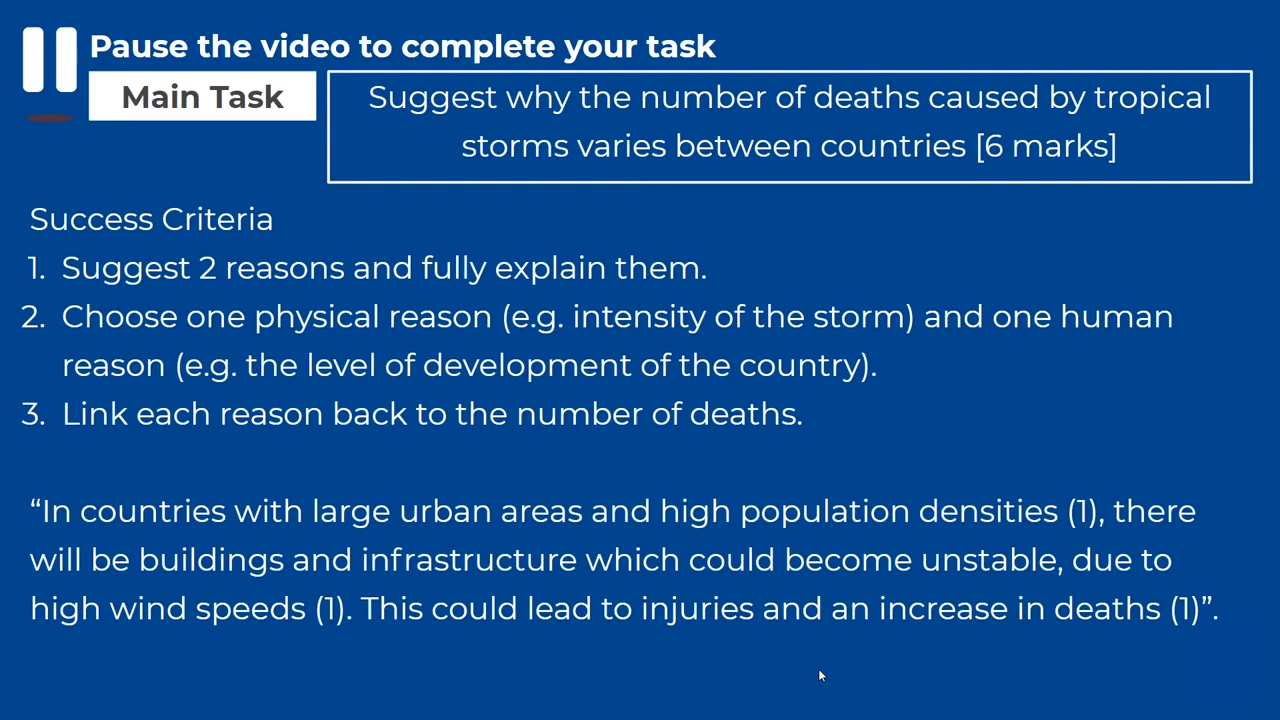 Pause the video to complete your task
Main Task
Suggest why the number of deaths caused by tropical
storms varies between countries [6 marks]
Success Criteria
1. Suggest 2 reasons and fully explain them.
2. Choose one physical reason (e.g. intensity of the storm) and one human
reason (e.g. the level of development of the country).
3. Link each reason back to the number of deaths.
“In countries with large urban areas and high population densities (1), there
will be buildings and infrastructure which could become unstable, due to
high wind speeds (1). This could lead to injuries and an increase in deaths (1)”.